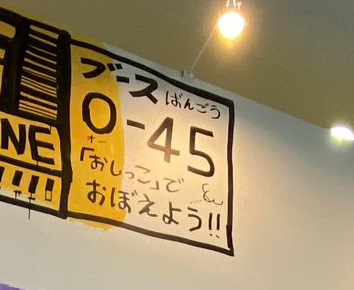 ブースばんごう
O-45
オー
「おしっこ」で
おぼえよう!!
NE